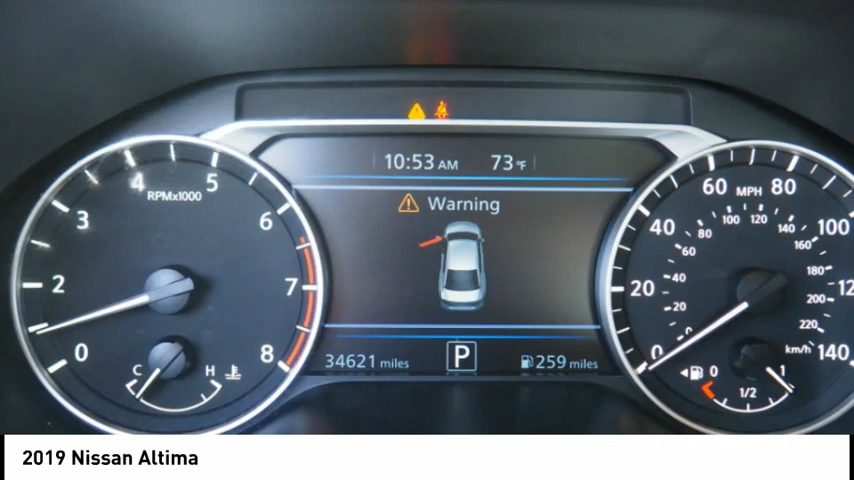 10:53 AM 73°F
Warning
RPMx1000
0 2 3 4 5 6 7 8
C H
34621 miles P 259 miles
MPH
0 20 40 60 80 100 12 140
0 20 40 60 80 100 120 140 160 180 200 220
km/h
0 1/2 1
2019 Nissan Altima